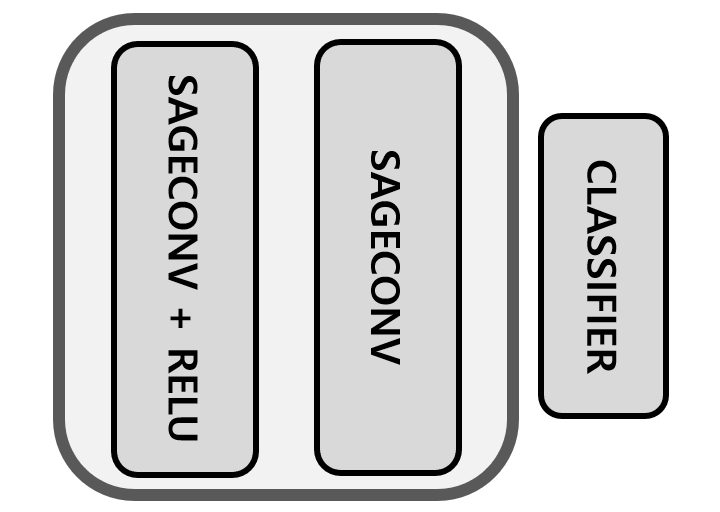 SAGECONV + RELU
SAGECONV
CLASSIFIER